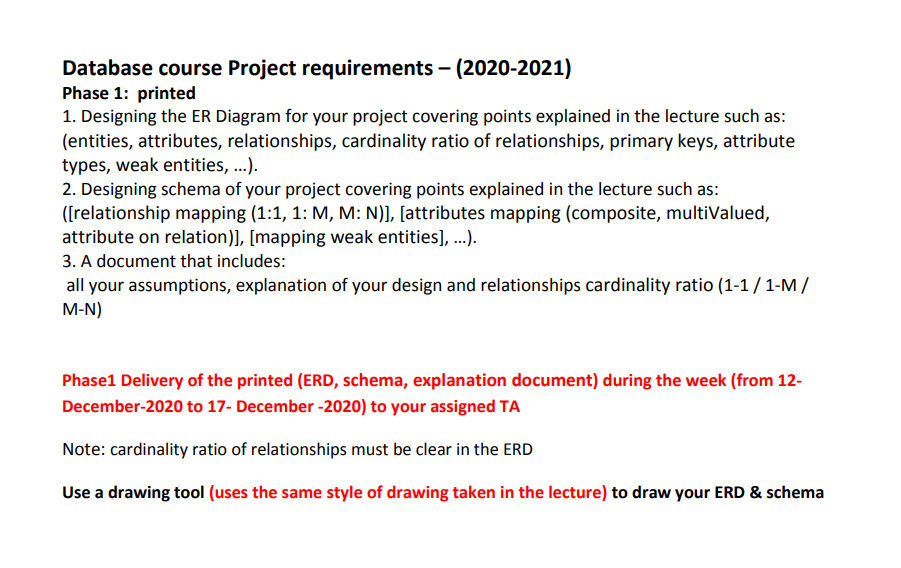 Database course Project requirements – (2020-2021)
Phase 1:  printed
1. Designing the ER Diagram for your project covering points explained in the lecture such as:
(entities, attributes, relationships, cardinality ratio of relationships, primary keys, attribute
types, weak entities, …).
2. Designing schema of your project covering points explained in the lecture such as:
([relationship mapping (1:1, 1: M, M: N)], [attributes mapping (composite, multiValued,
attribute on relation)], [mapping weak entities], …).
3. A document that includes:
all your assumptions, explanation of your design and relationships cardinality ratio (1-1 / 1-M /
M-N)
Phase1 Delivery of the printed (ERD, schema, explanation document) during the week (from 12-
December-2020 to 17- December -2020) to your assigned TA
Note: cardinality ratio of relationships must be clear in the ERD
Use a drawing tool (uses the same style of drawing taken in the lecture) to draw your ERD & schema